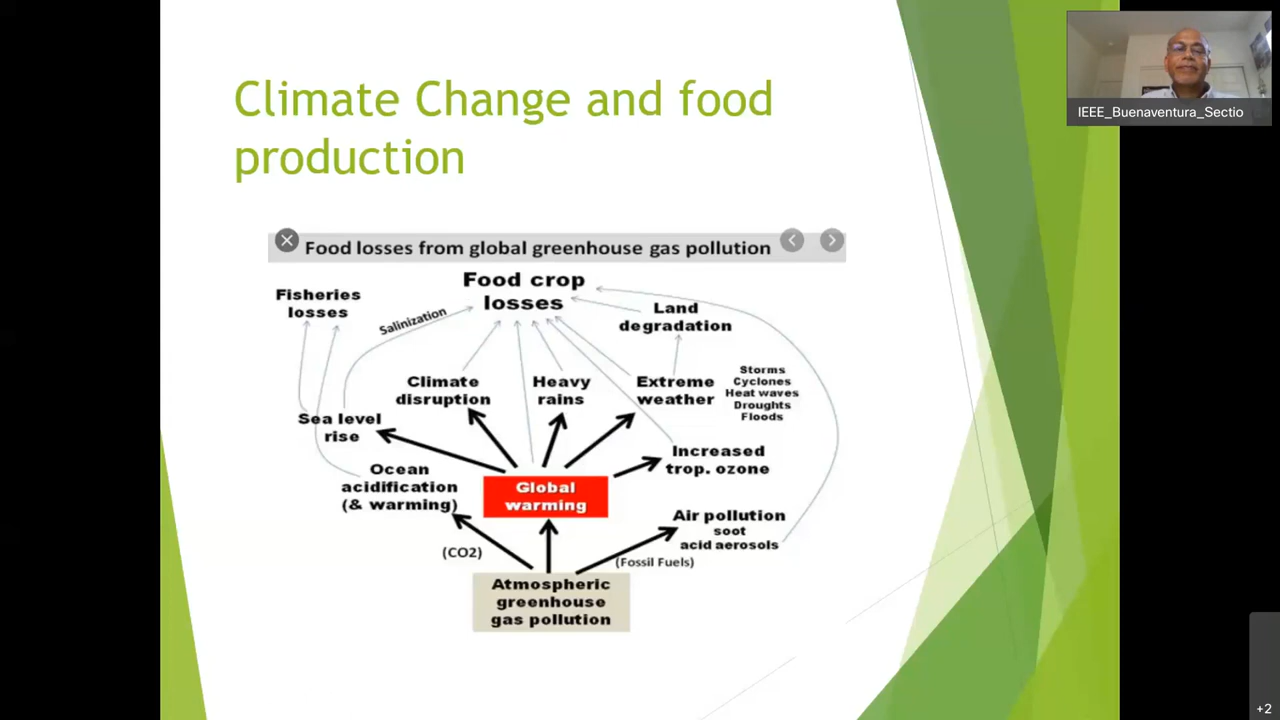 Climate Change and food
production
IEEE_Buenaventura_Sectio
Food losses from global greenhouse gas pollution
Food crop
losses
Fisheries
losses
Salinization
Land
degradation
Climate
disruption
Heavy
rains
Extreme
weather
Storms
Cyclones
Heat waves
Droughts
Floods
Sea level
rise
Increased
trop. ozone
Ocean
acidification
(& warming)
Global
warming
Air pollution
soot
acid aerosols
(CO2)
(Fossil Fuels)
Atmospheric
greenhouse
gas pollution
+2